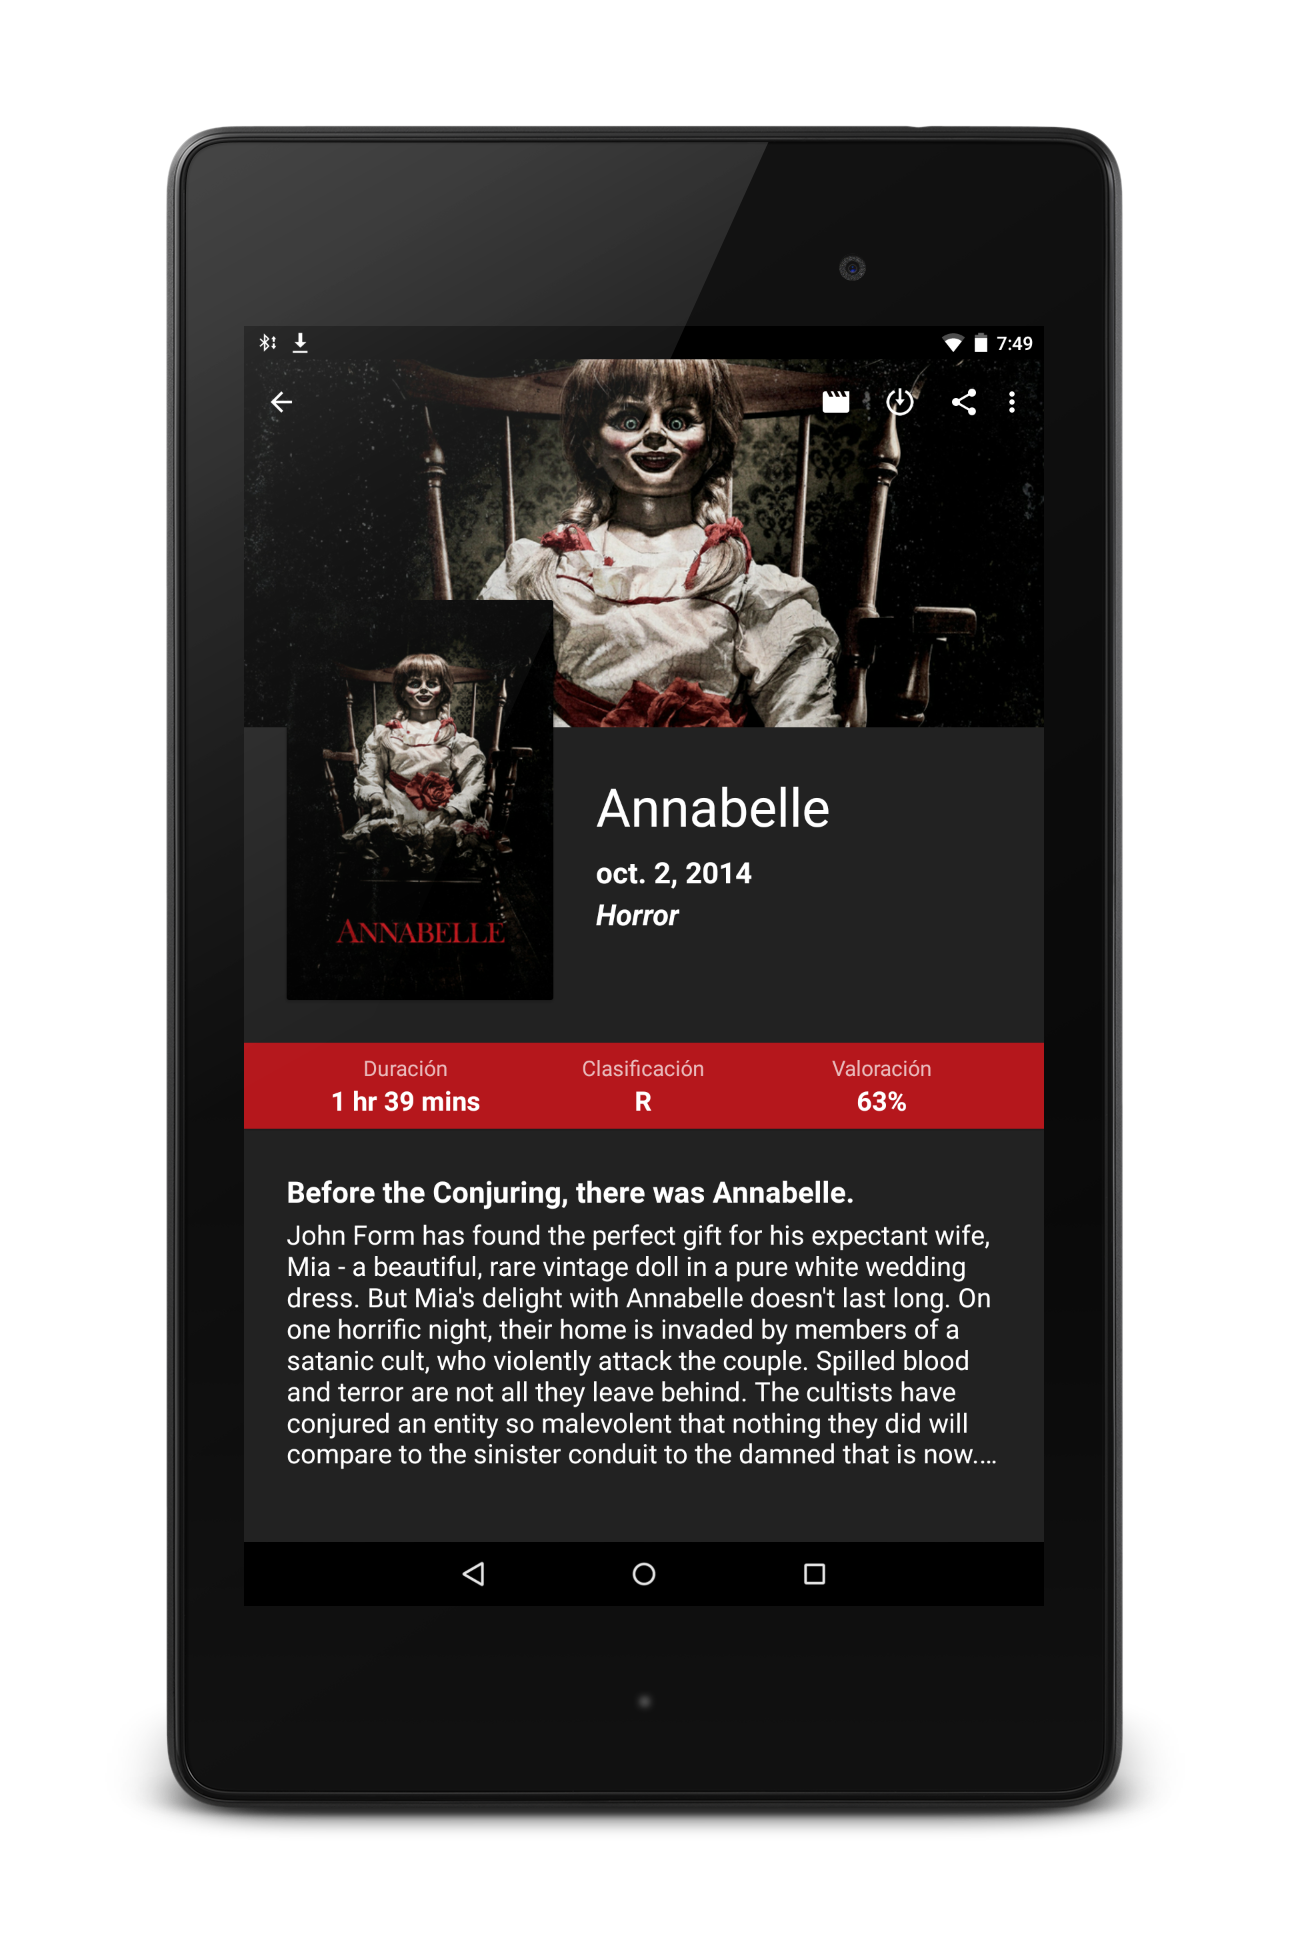 7:49
Annabelle
oct. 2, 2014
Horror
ANNABELLE
Duración Clasificación Valoración
1 hr 39 mins R 63%
Before the Conjuring, there was Annabelle.
John Form has found the perfect gift for his expectant wife,
Mia - a beautiful, rare vintage doll in a pure white wedding
dress. But Mia's delight with Annabelle doesn't last long. On
one horrific night, their home is invaded by members of a
satanic cult, who violently attack the couple. Spilled blood
and terror are not all they leave behind. The cultists have
conjured an entity so malevolent that nothing they did will
compare to the sinister conduit to the damned that is now....